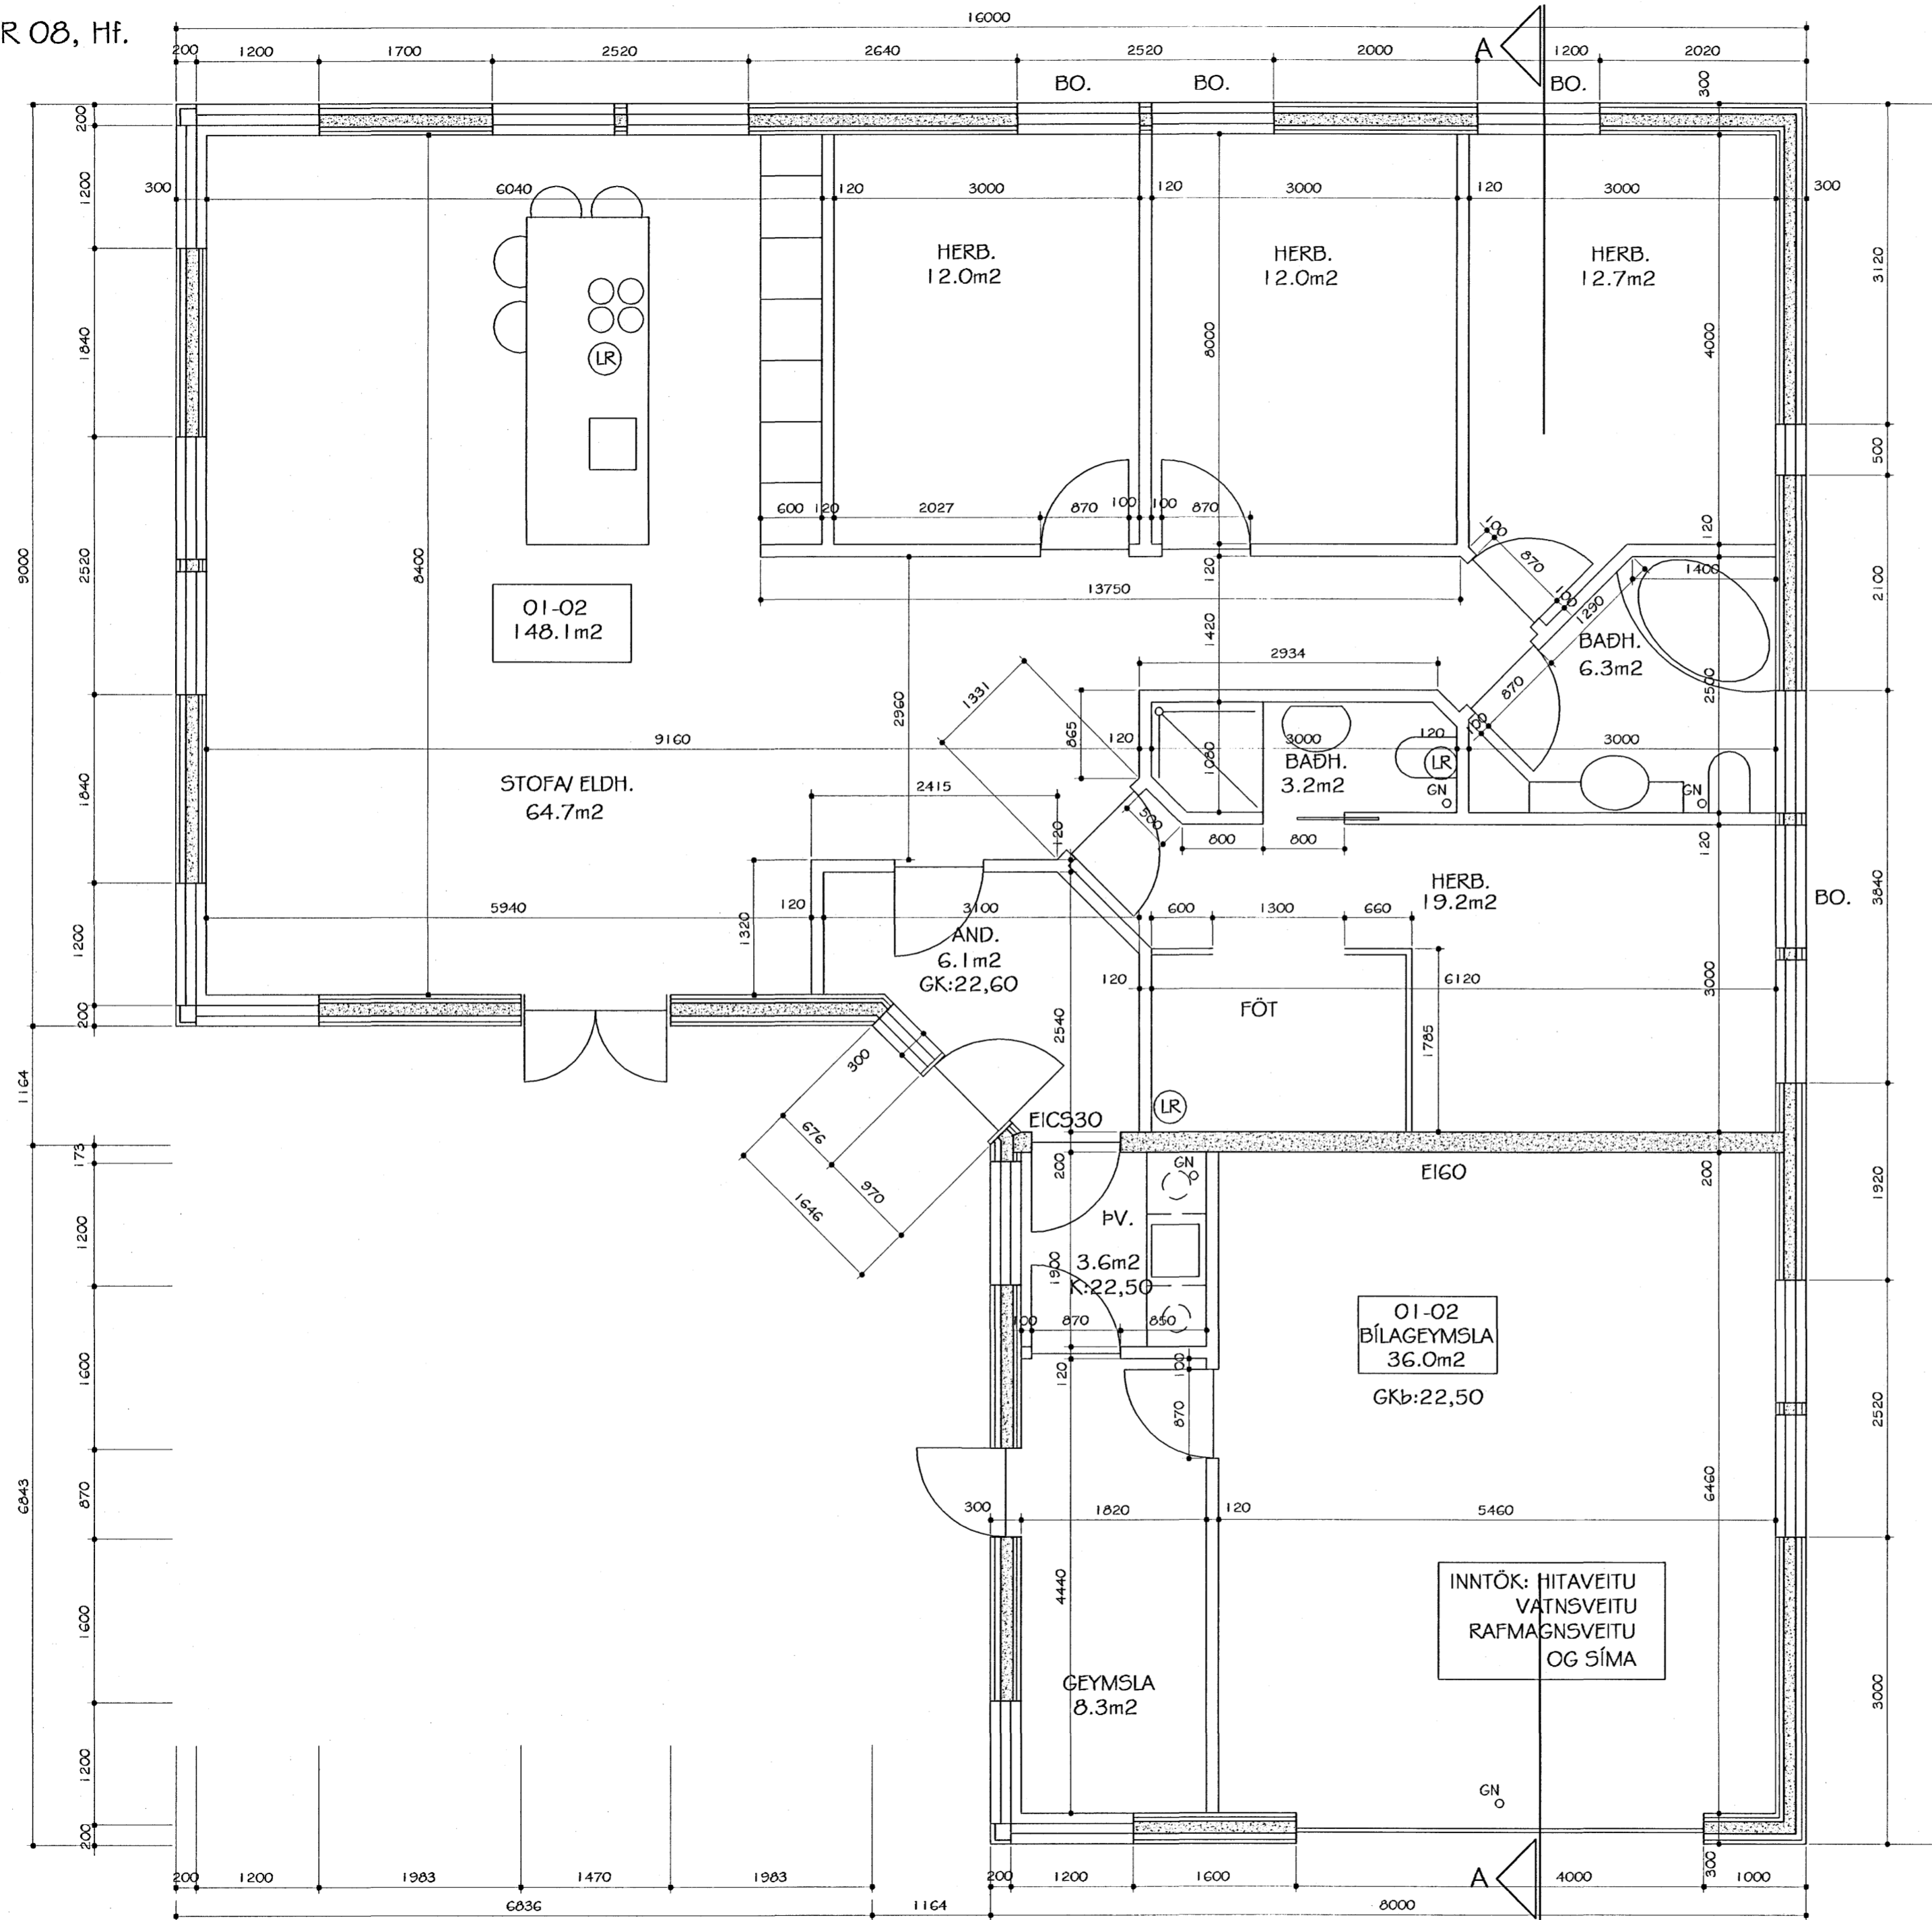 R 08, Hf.
16000
200 1200 1700 2520 2640 2520 2000 1200 2020
A
BO. BO. BO.
300
200
300 6040 120 3000 120 3000 120 3000 300
1200
HERB.
12.0m2
HERB.
12.0m2
HERB.
12.7m2
3120
1840
LR
8000
4000
500
600 120 2027 870 100 100 870
100
870
120
9000
2520
8400
120
1400
2100
13750
100
1290
01-02
148.1m2
1420
BAÐH.
6.3m2
2934
1331
870
2500
2960
865
100
9160 120 3000 120 3000
1080
BAÐH.
3.2m2
LR
GN
GN
STOFA/ ELDH.
64.7m2
1840
2415
500
120
800 800
120
HERB.
19.2m2
BO.
3840
5940 120 3100 600 1300 660
1320
1200
AND.
6.1m2
GK:22,60
120 6120
3000
FÖT
200
2540
1785
300
1164
LR
EICS30
676
173
970
1646
200
GN
EI60
200
1920
1200
ÞV.
3.6m2
K:22,50
1900
100 870 850
01-02
BÍLAGEYMSLA
36.0m2
GKb:22,50
1600
120
100
870
2520
870
6843
6460
300 1820 120 5460
4440
INNTÖK: HITAVEITU
VATNSVEITU
RAFMAGNSVEITU
OG SÍMA
1600
GEYMSLA
8.3m2
3000
1200
GN
200
300
200 1200 1983 1470 1983 200 1200 1600 A 4000 1000
6836 1164 8000